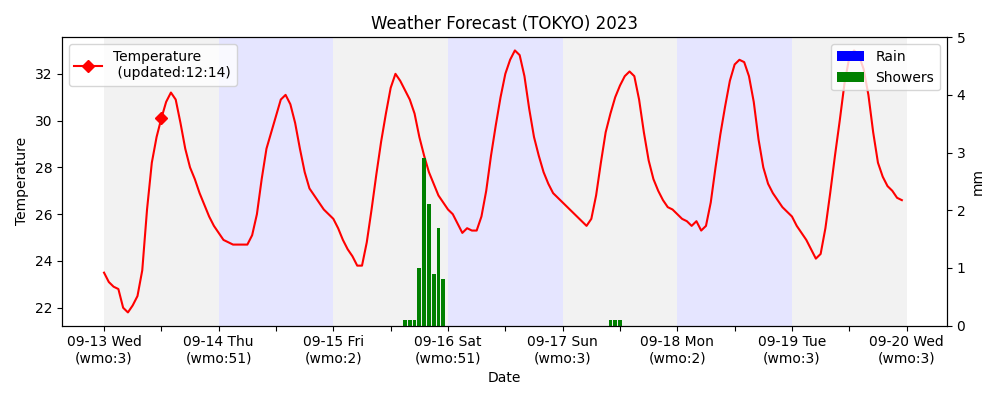 Weather Forecast (TOKYO) 2023
Temperature
(updated:12:14)
Rain
Showers
Temperature
32
30
28
26
24
22
5
4
3
2
1
0
mm
09-13 Wed
(wmo:3)
09-14 Thu
(wmo:51)
09-15 Fri
(wmo:2)
09-16 Sat
(wmo:51)
09-17 Sun
(wmo:3)
09-18 Mon
(wmo:2)
09-19 Tue
(wmo:3)
09-20 Wed
(wmo:3)
Date